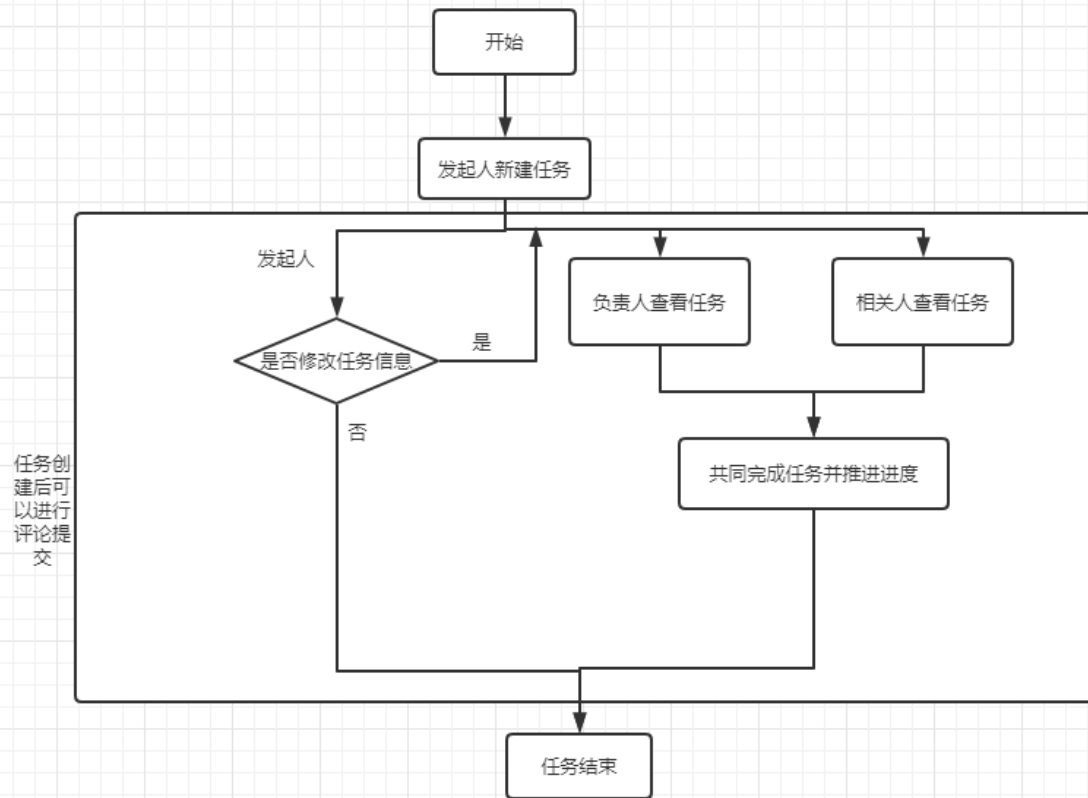 开始
发起人新建任务
发起人
负责人查看任务
相关人查看任务
是
是否修改任务信息
否
任务创
建后可
以进行
评论提
交
共同完成任务并推进进度
任务结束